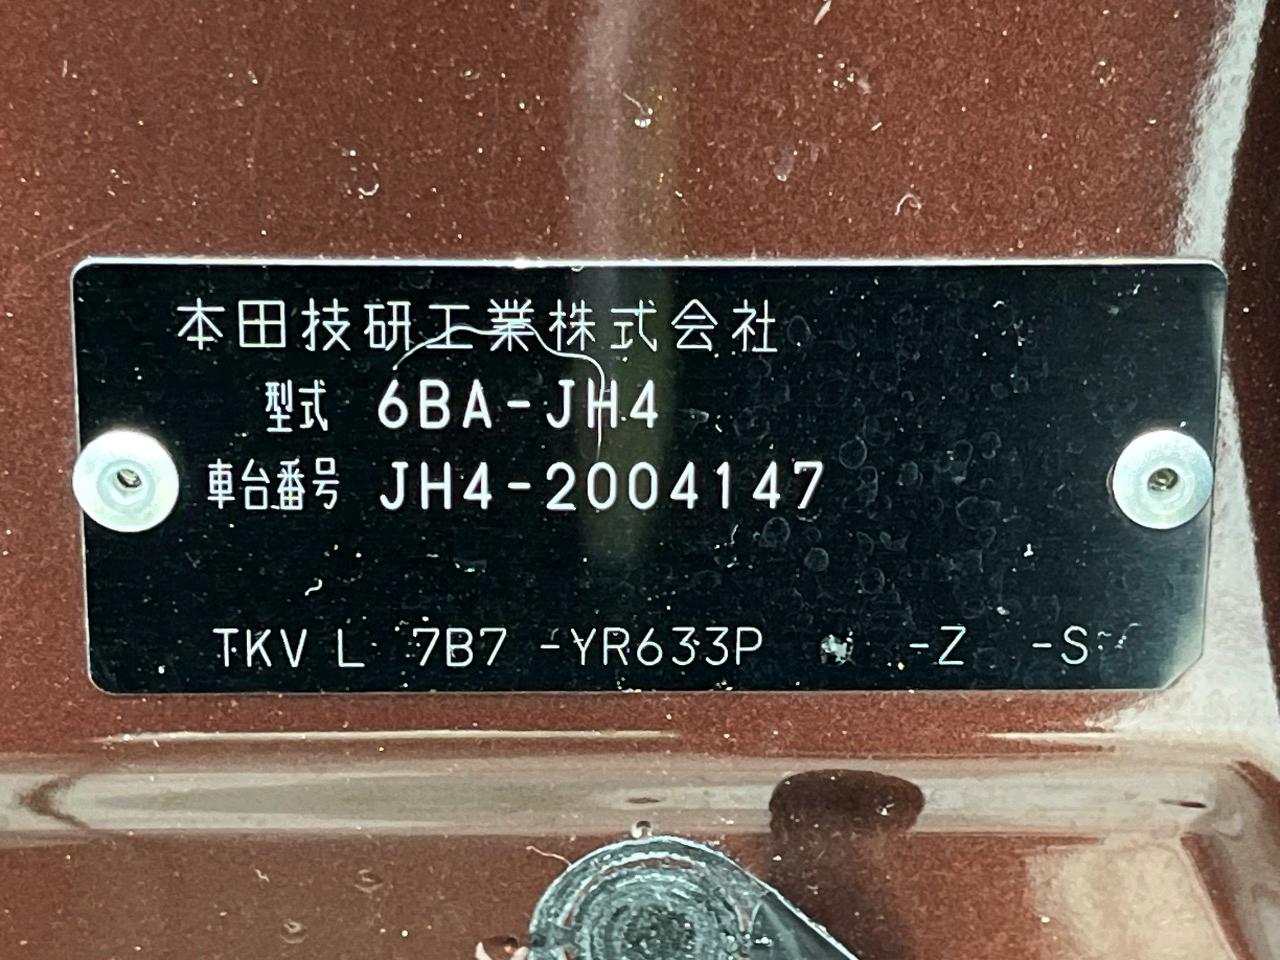 本田技研工業株式会社
型式 6BA-JH4
車台番号 JH4-2004147
TKV L 7B7 -YR633P -Z -S